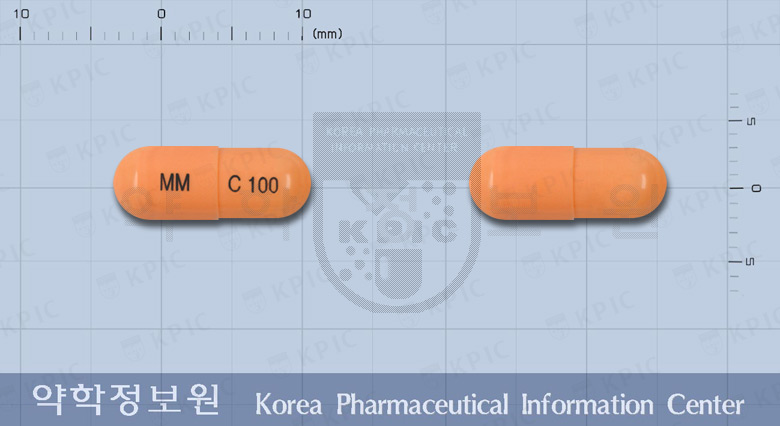 10 0 10
(mm)
KOREA PHARMACEUTICAL
INFORMATION CENTER
MM C 100
KPIC
5
0
5
약학정보원 Korea Pharmaceutical Information Center